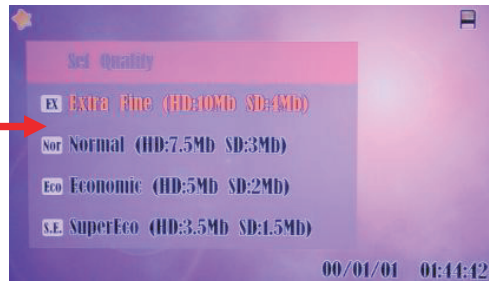 Set Quality
EX Extra Fine (HD:10Mb SD:4Mb)
Nor Normal (HD:7.5Mb SD:3Mb)
Eco Economic (HD:5Mb SD:2Mb)
S.E. SuperEco (HD:3.5Mb SD:1.5Mb)
00/01/01 01:44:42